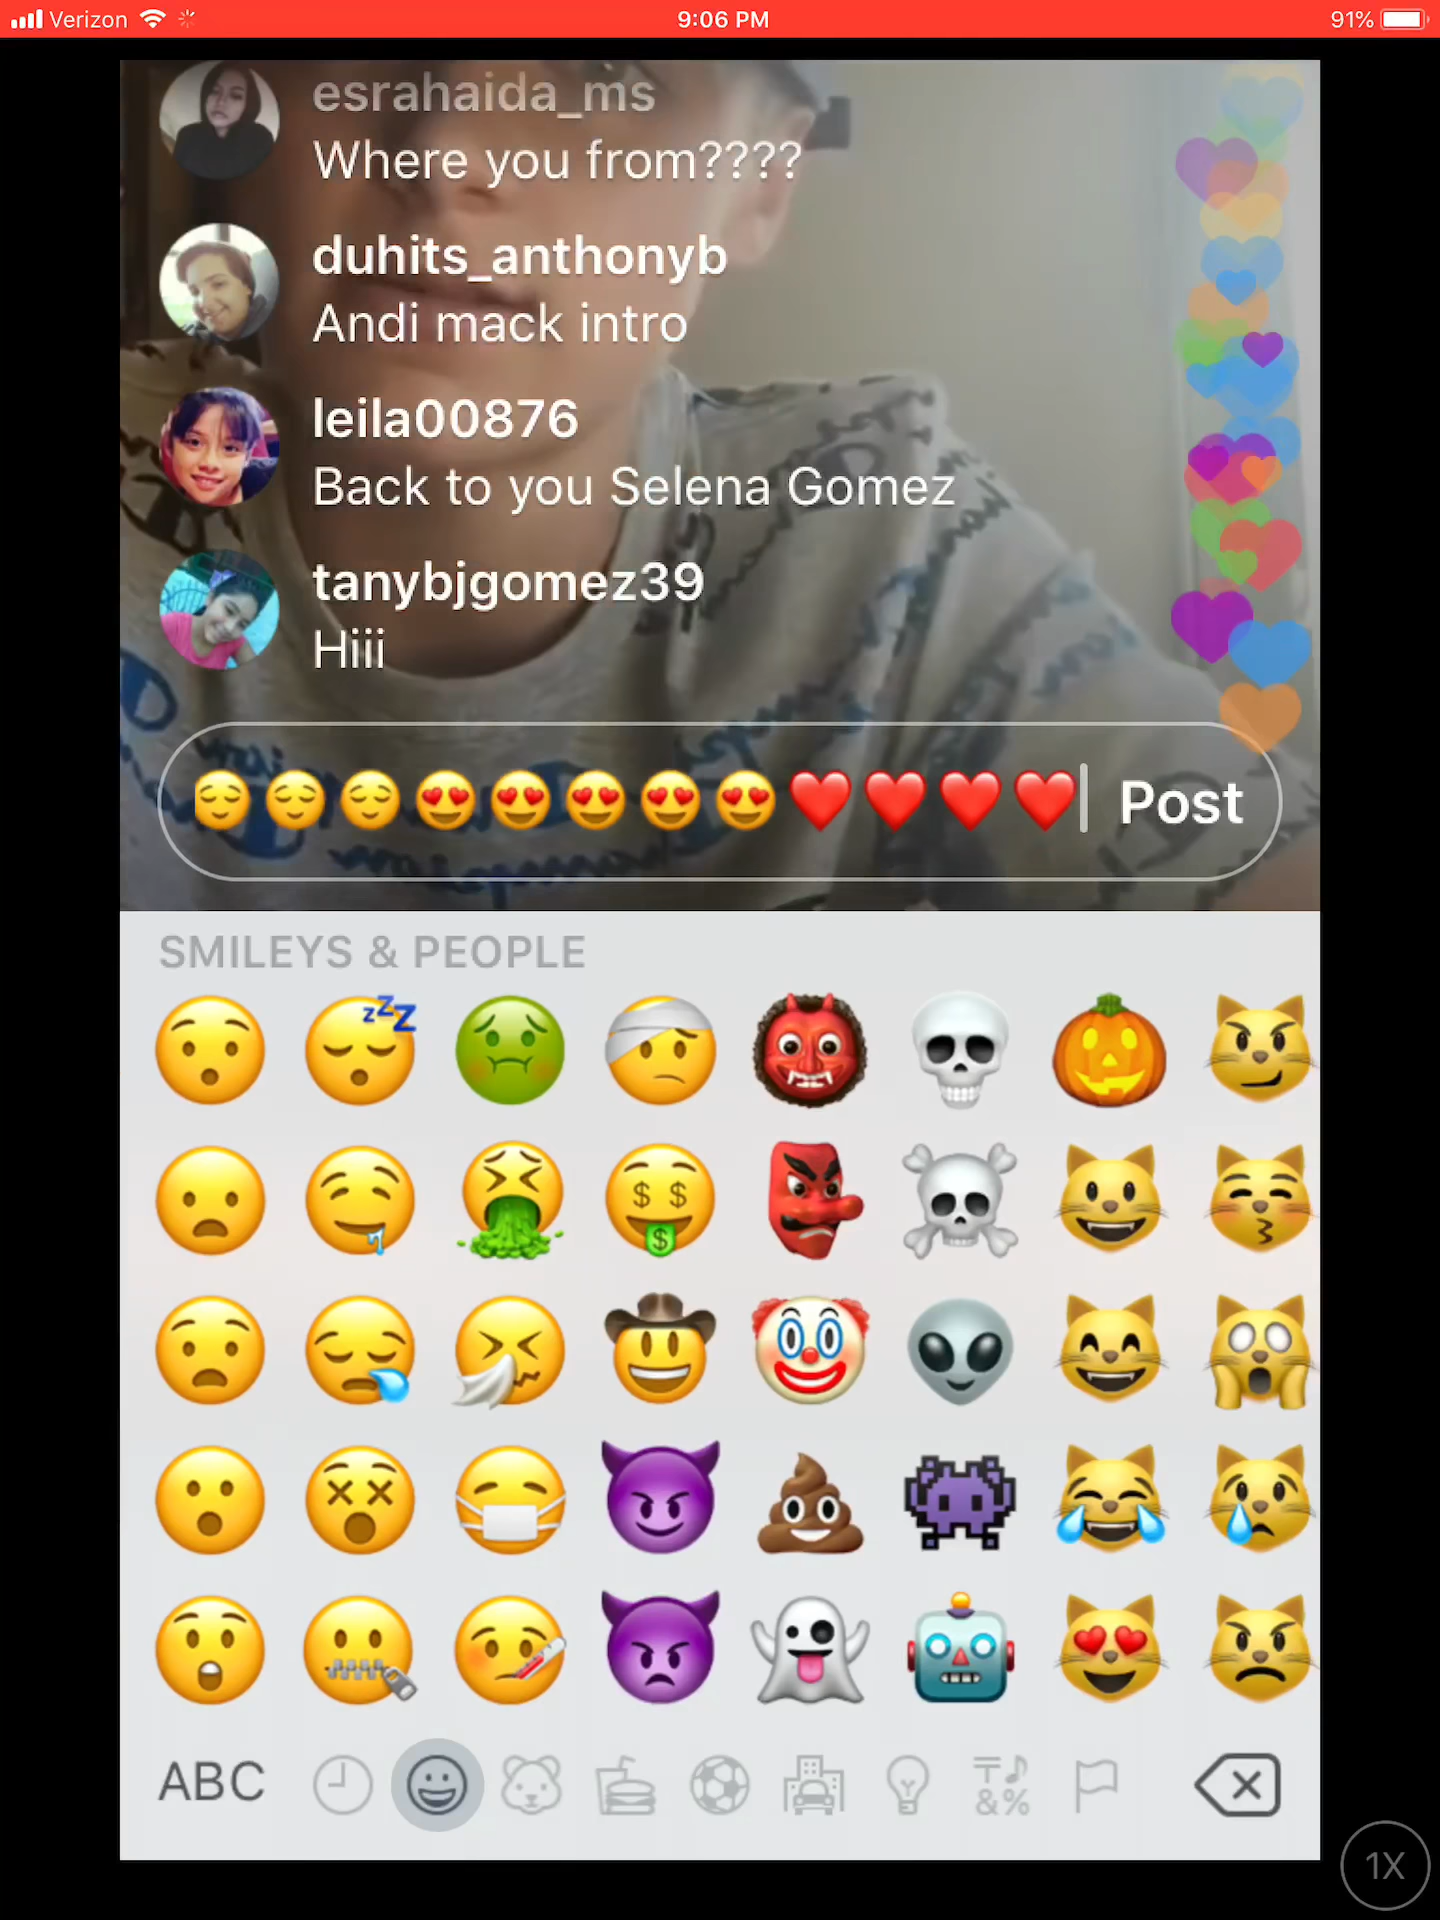 Verizon 9:06 PM 91%
esrahaida_ms
Where you from????
duhits_anthonyb
Andi mack intro
leila00876
Back to you Selena Gomez
tanybjgomez39
Hiii
😌😌😌😍😍😍😍😍❤️❤️❤️❤️ Post
SMILEYS & PEOPLE
ABC
&%
1X